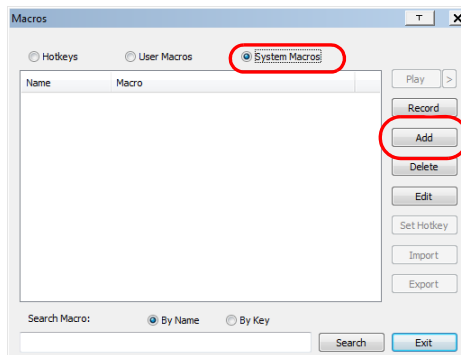 Macros
T X
Hotkeys User Macros System Macros
Name Macro
Play >
Record
Add
Delete
Edit
Set Hotkey
Import
Export
Search Macro: By Name By Key
Search Exit